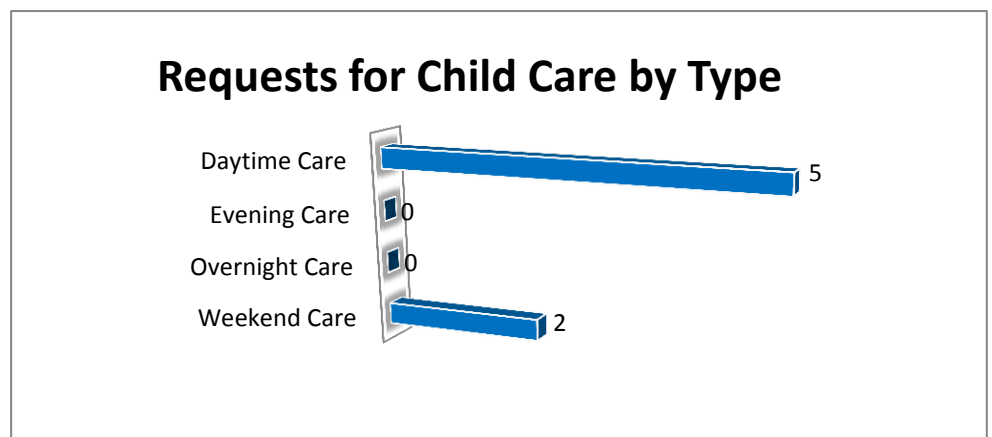 Requests for Child Care by Type
Daytime Care 5
Evening Care 0
Overnight Care 0
Weekend Care 2